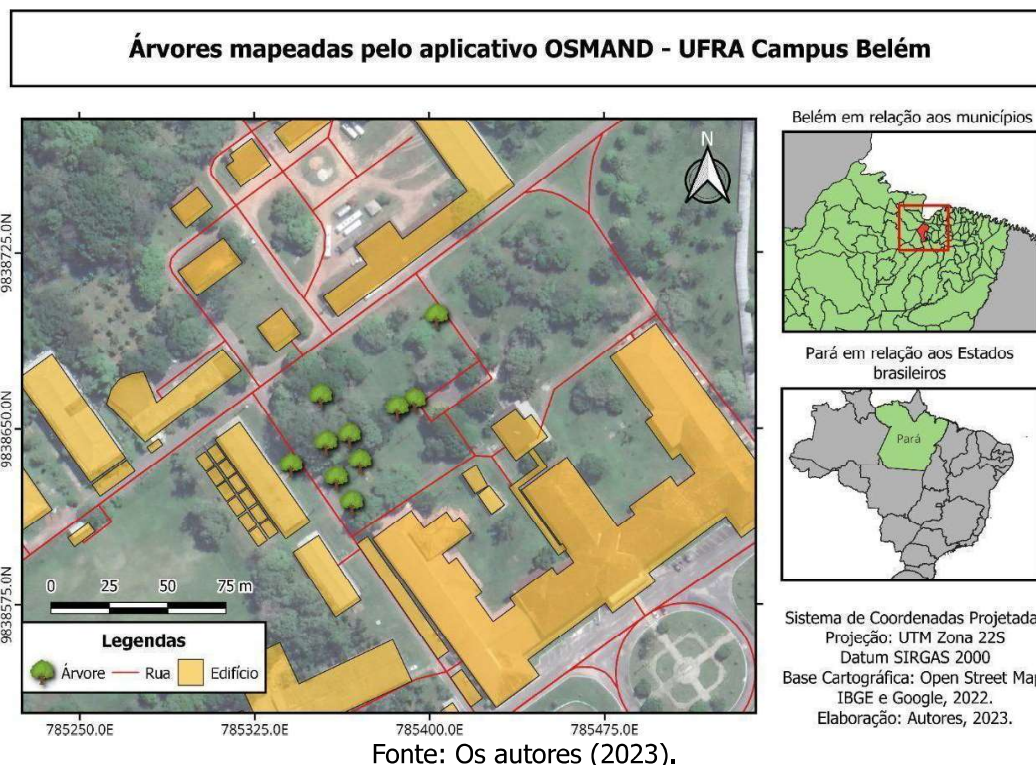 Árvores mapeadas pelo aplicativo OSMAND - UFRA Campus Belém
Belém em relação aos municípios
N
9838725.0N
9838650.0N
9838575.0N
Pará em relação aos Estados
brasileiros
Pará
0 25 50 75 m
Legendas
Árvore Rua Edifício
785250.0E 785325.0E 785400.0E 785475.0E
Sistema de Coordenadas Projetada
Projeção: UTM Zona 22S
Datum SIRGAS 2000
Base Cartográfica: Open Street Map
IBGE e Google, 2022.
Elaboração: Autores, 2023.
Fonte: Os autores (2023).